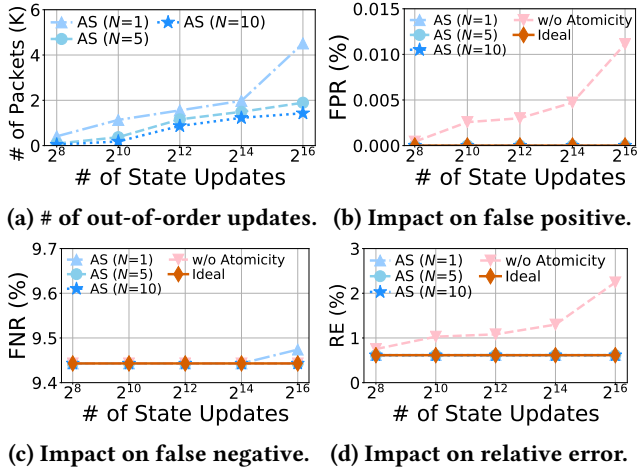 AS (N=1) AS (N=10)
AS (N=5)
# of Packets (K)
6
4
2
0
2^8 2^10 2^12 2^14 2^16
# of State Updates
(a) # of out-of-order updates.
AS (N=1) w/o Atomicity
AS (N=5) Ideal
AS (N=10)
FPR (%)
0.015
0.010
0.005
0.000
2^8 2^10 2^12 2^14 2^16
# of State Updates
(b) Impact on false positive.
AS (N=1) w/o Atomicity
AS (N=5) Ideal
AS (N=10)
FNR (%)
9.7
9.6
9.5
9.4
2^8 2^10 2^12 2^14 2^16
# of State Updates
(c) Impact on false negative.
AS (N=1) w/o Atomicity
AS (N=5) Ideal
AS (N=10)
RE (%)
3
2
1
0
2^8 2^10 2^12 2^14 2^16
# of State Updates
(d) Impact on relative error.